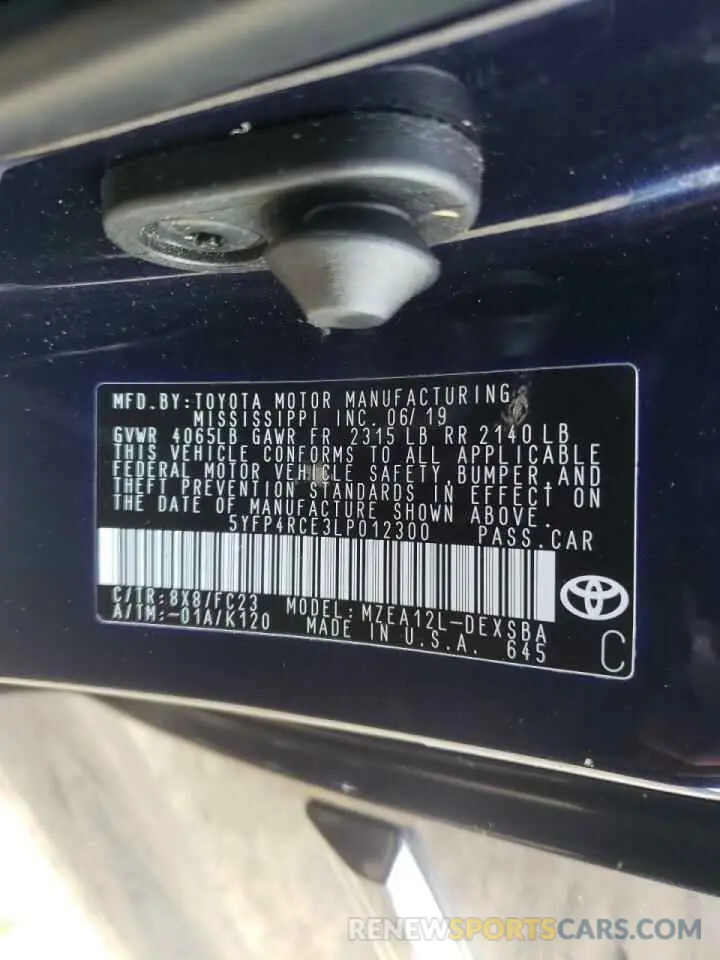 MFD. BY: TOYOTA MOTOR MANUFACTURING,
MISSISSIPPI INC. 06/19
GVWR 4065LB GAWR FR 2315 LB RR 2140 LB
THIS VEHICLE CONFORMS TO ALL APPLICABLE
FEDERAL MOTOR VEHICLE SAFETY, BUMPER, AND
THEFT PREVENTION STANDARDS IN EFFECT ON
THE DATE OF MANUFACTURE SHOWN ABOVE.
5YFP4RCE3LP012300 PASS. CAR
C/TR: 8X8/FC23 MODEL: MZEA12L-DEXSBA
A/TM: -01A/K120 MADE IN U.S.A. 645
C
RENEWSPORTSCARS.COM